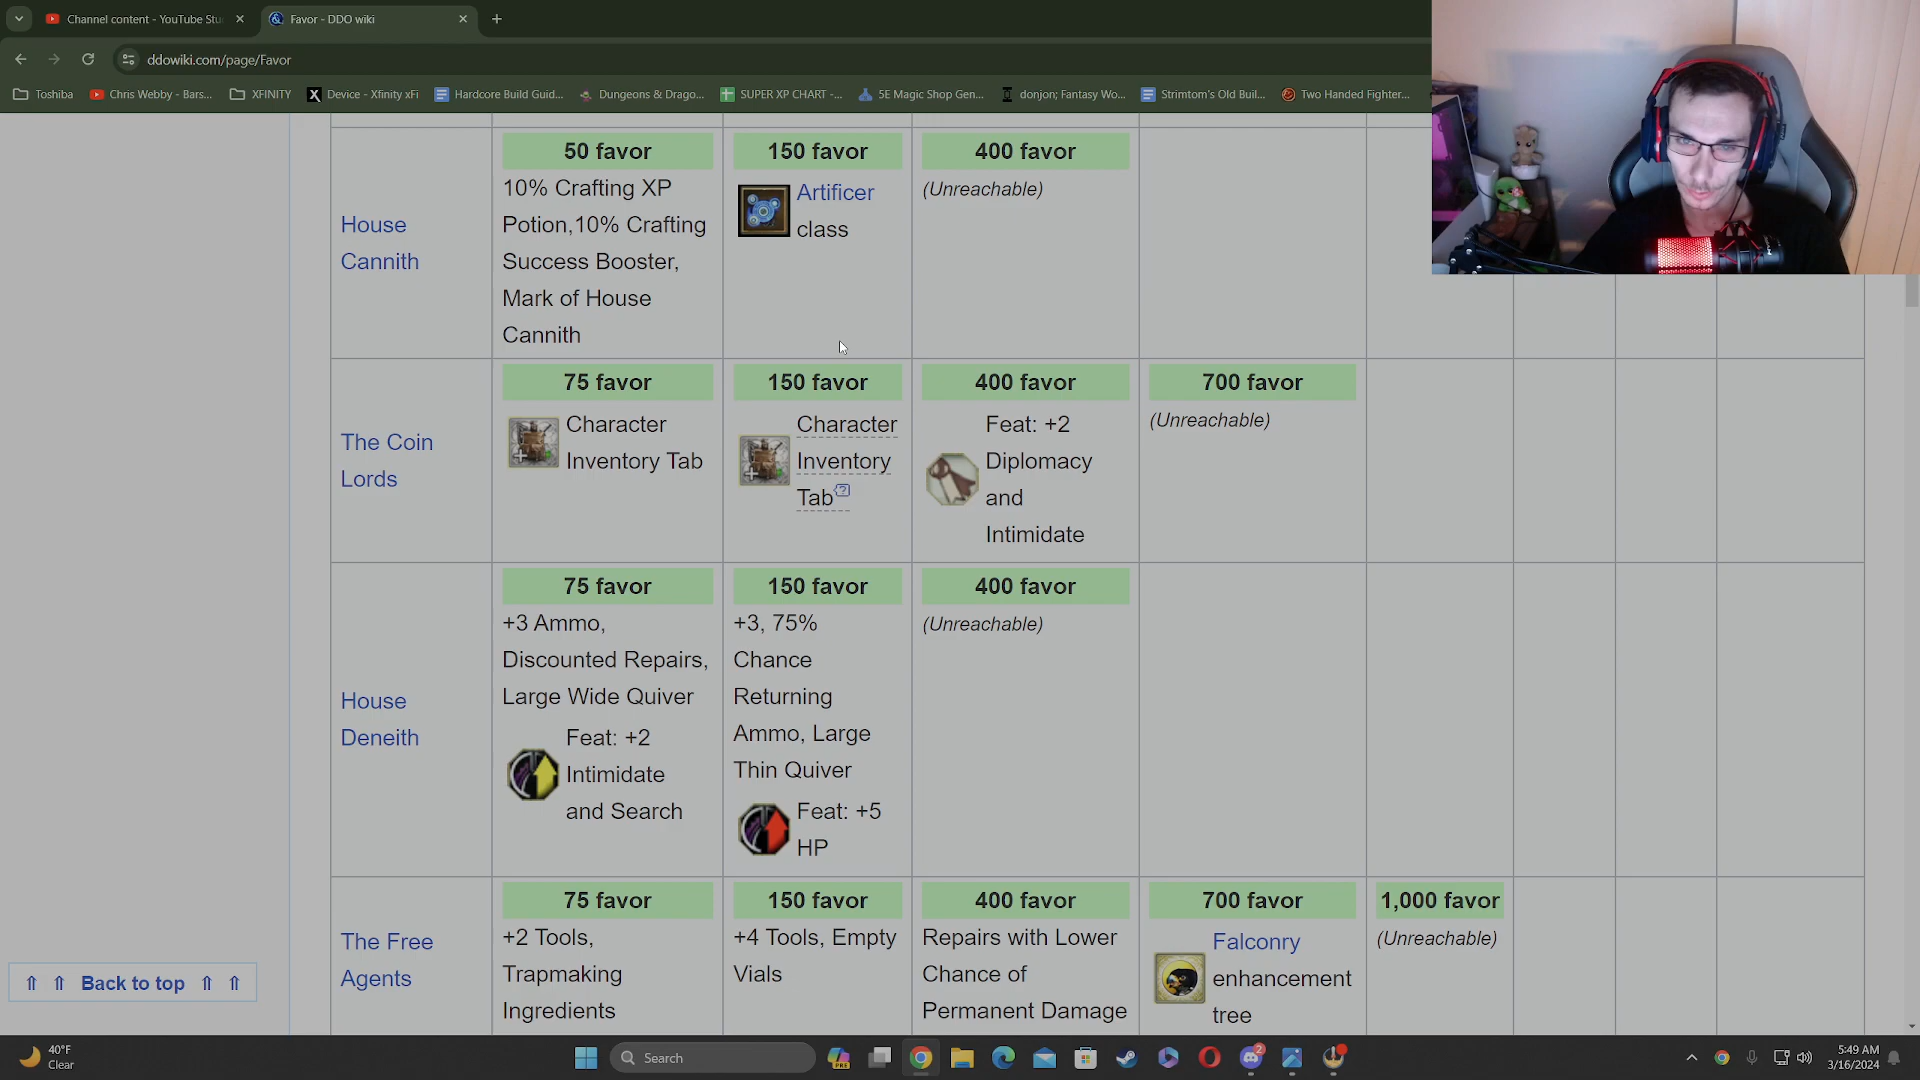 Channel content - YouTube Stu
Favor - DDO wiki
ddowiki.com/page/Favor
Toshiba
Chris Webby - Bars...
XFINITY
Device - Xfinity xFi
Hardcore Build Guid...
Dungeons & Drago...
SUPER XP CHART -...
5E Magic Shop Gen...
donjon; Fantasy Wo...
Strimtom's Old Buil...
Two Handed Fighter...
House
Cannith
50 favor
10% Crafting XP
Potion,10% Crafting
Success Booster,
Mark of House
Cannith
150 favor
Artificer
class
400 favor
(Unreachable)
The Coin
Lords
75 favor
Character
Inventory Tab
150 favor
Character
Inventory
Tab
400 favor
Feat: +2
Diplomacy
and
Intimidate
700 favor
(Unreachable)
House
Deneith
75 favor
+3 Ammo,
Discounted Repairs,
Large Wide Quiver
Feat: +2
Intimidate
and Search
150 favor
+3, 75%
Chance
Returning
Ammo, Large
Thin Quiver
Feat: +5
HP
400 favor
(Unreachable)
The Free
Agents
75 favor
+2 Tools,
Trapmaking
Ingredients
150 favor
+4 Tools, Empty
Vials
400 favor
Repairs with Lower
Chance of
Permanent Damage
700 favor
Falconry
enhancement
tree
1,000 favor
(Unreachable)
⇑ ⇑ Back to top ⇑ ⇑
40°F
Clear
Search
PRE
2
5:49 AM
3/16/2024